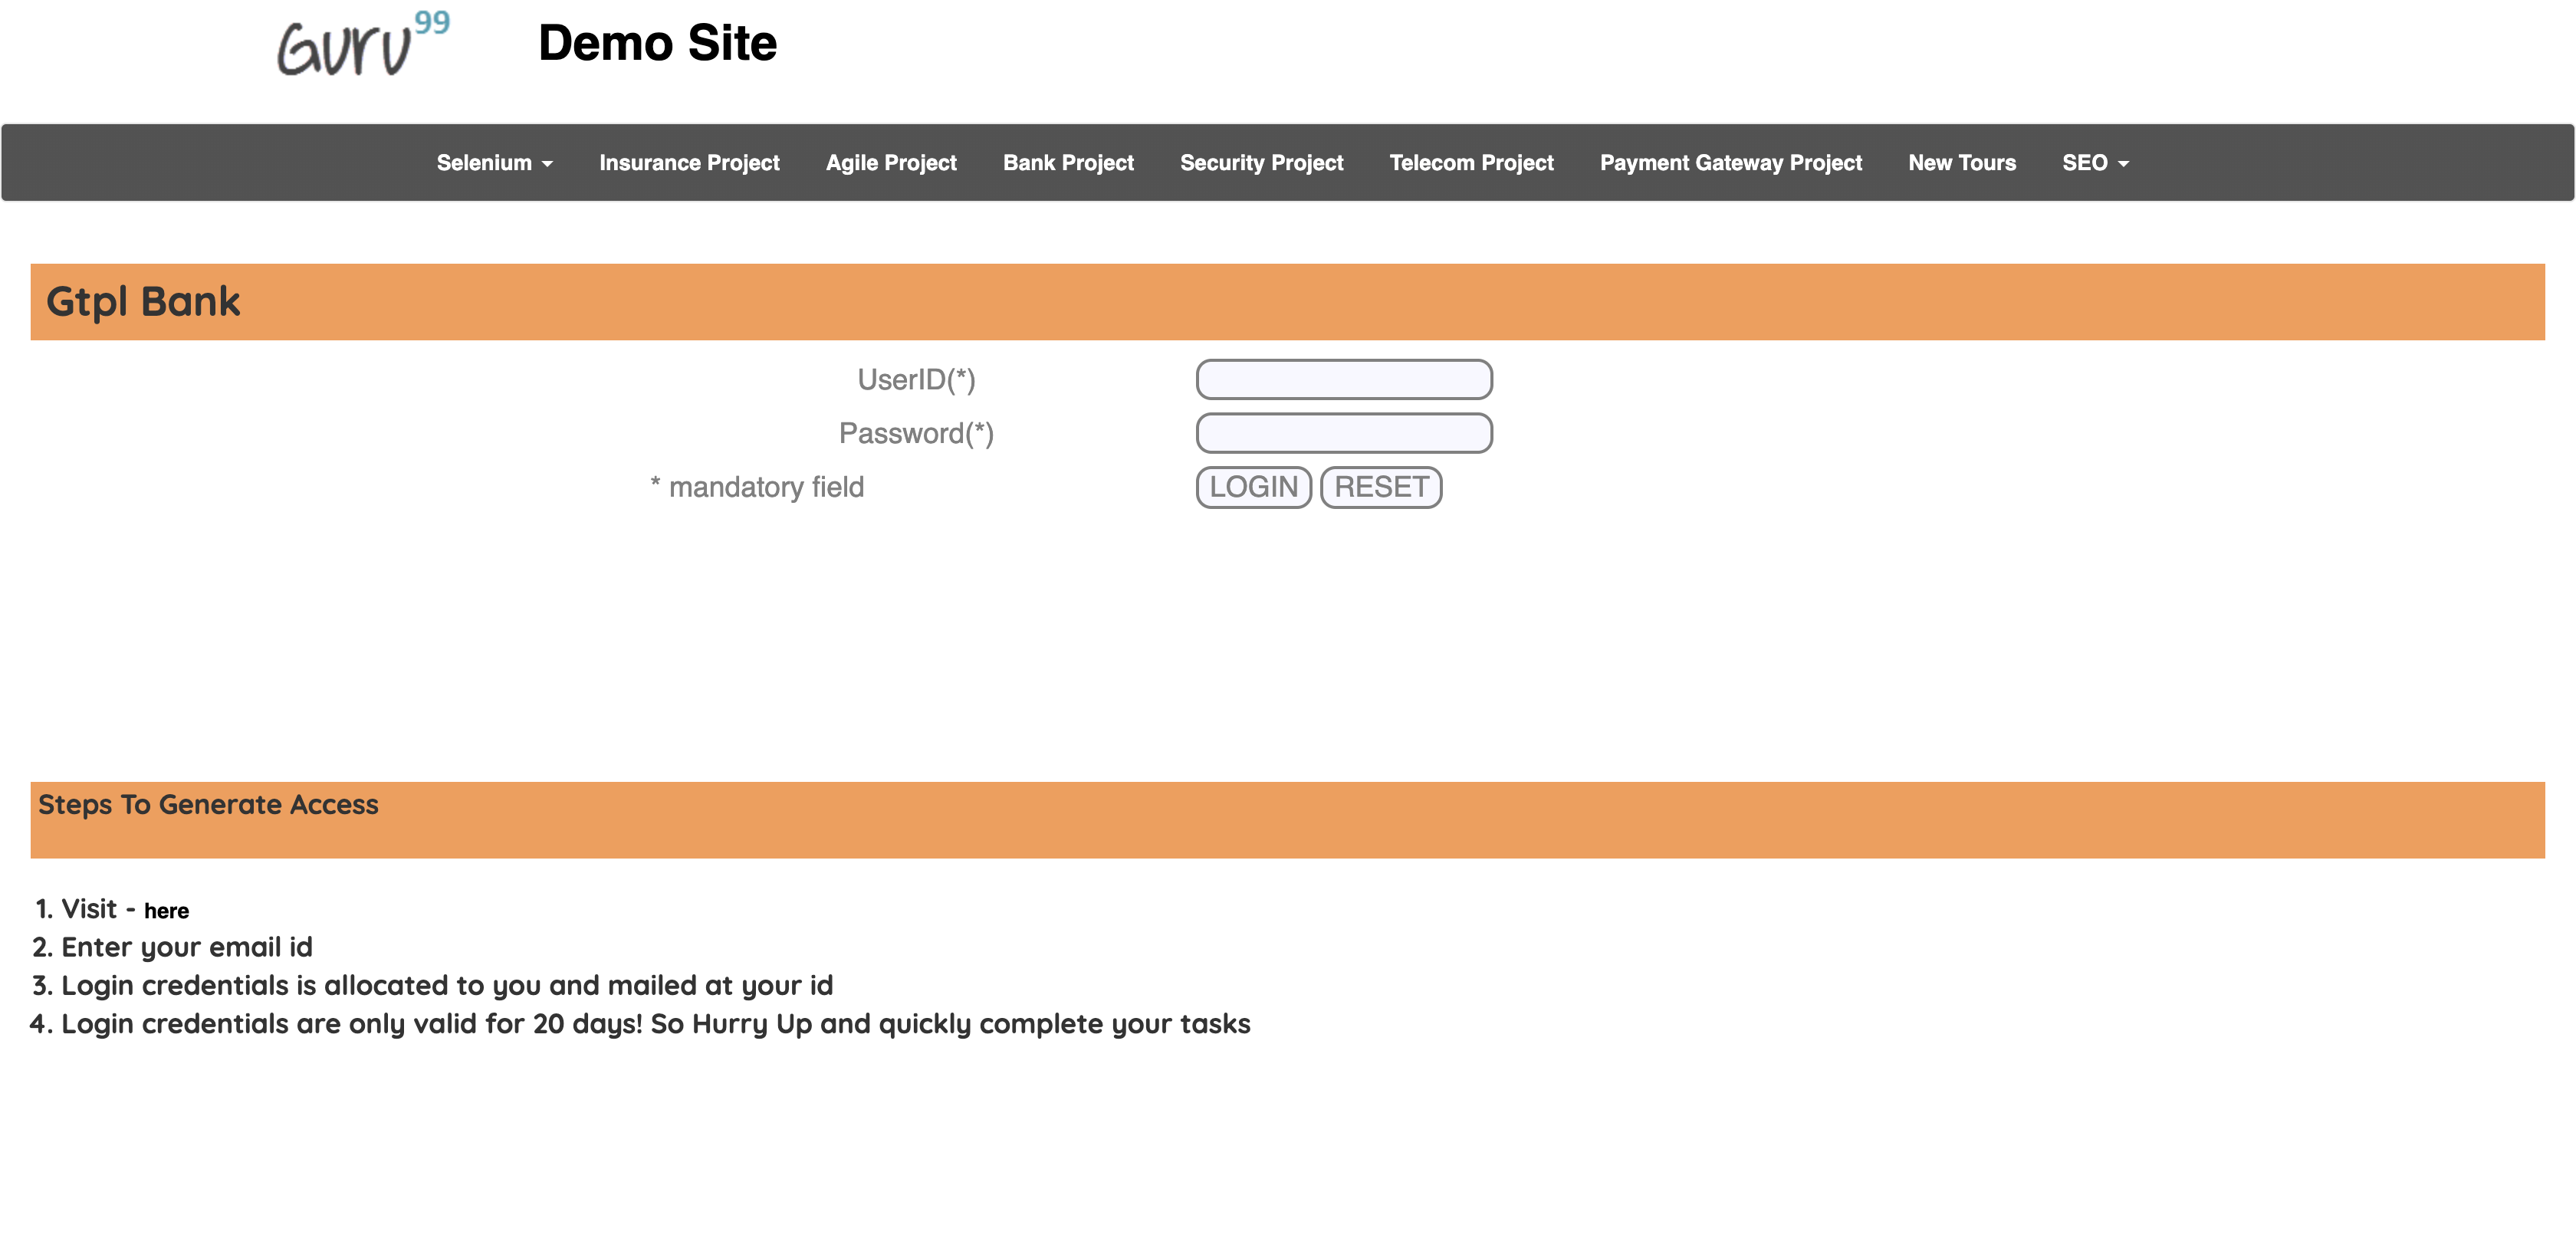 Guru99
Demo Site
Selenium Insurance Project Agile Project Bank Project Security Project Telecom Project Payment Gateway Project New Tours SEO
Gtpl Bank
UserID(*)
Password(*)
* mandatory field LOGIN RESET
Steps To Generate Access
1. Visit - here
2. Enter your email id
3. Login credentials is allocated to you and mailed at your id
4. Login credentials are only valid for 20 days! So Hurry Up and quickly complete your tasks